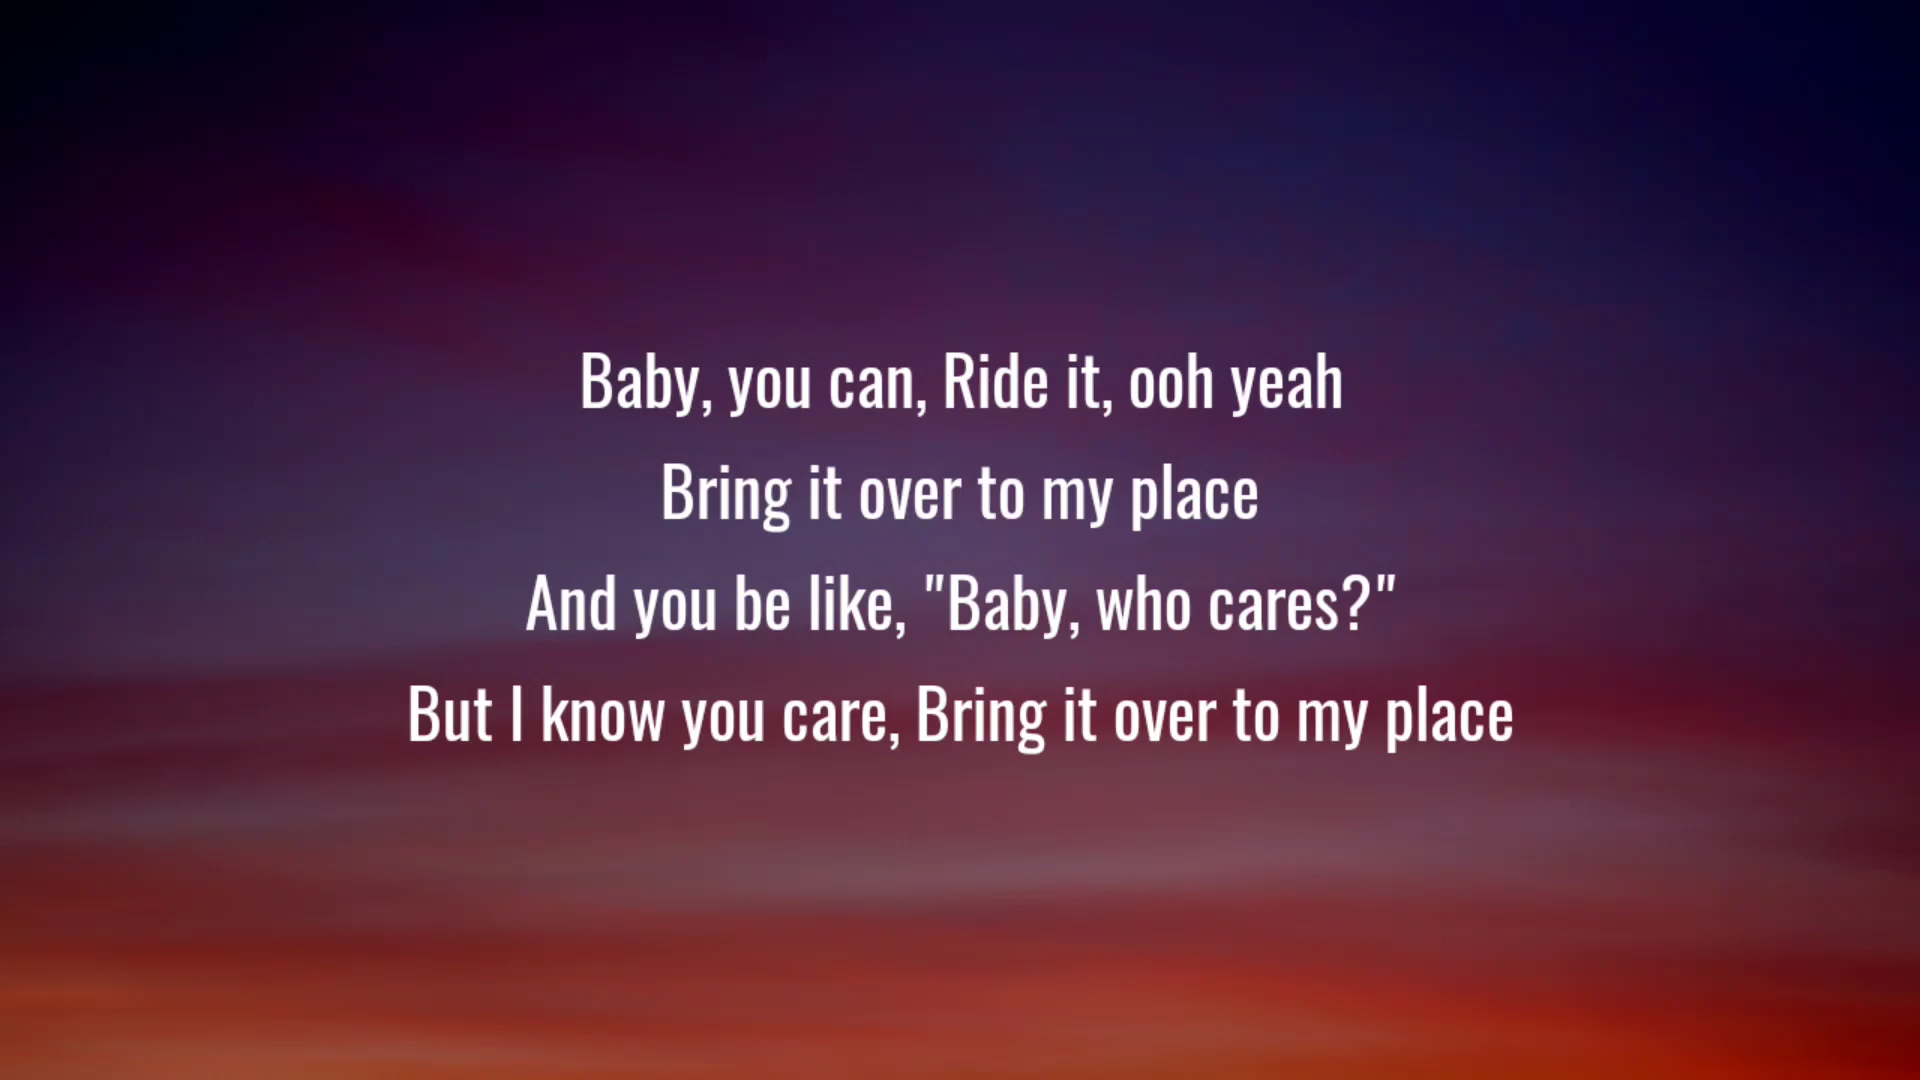 Baby, you can, Ride it, ooh yeah
Bring it over to my place
And you be like, "Baby, who cares?"
But I know you care, Bring it over to my place